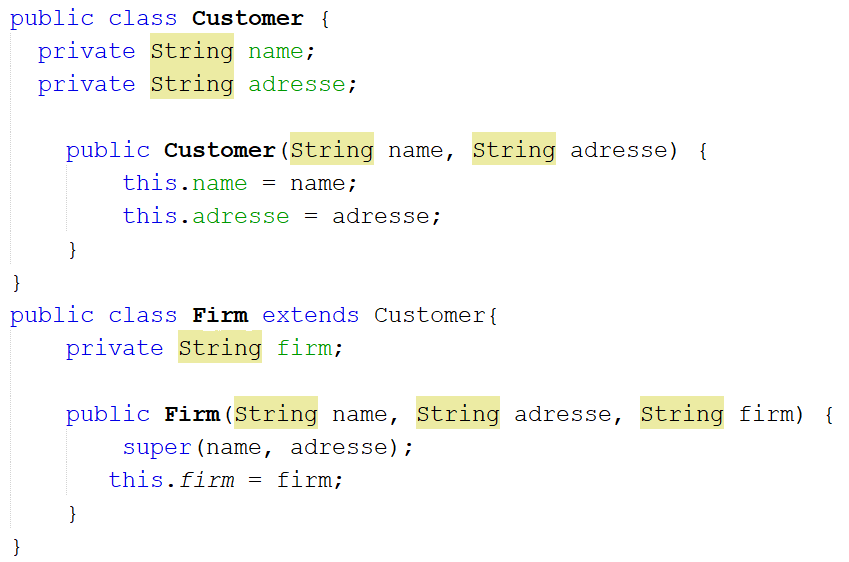 public class Customer {
private String name;
private String adresse;
public Customer(String name, String adresse) {
this.name = name;
this.adresse = adresse;
}
}
public class Firm extends Customer{
private String firm;
public Firm(String name, String adresse, String firm) {
super(name, adresse);
this.firm = firm;
}
}